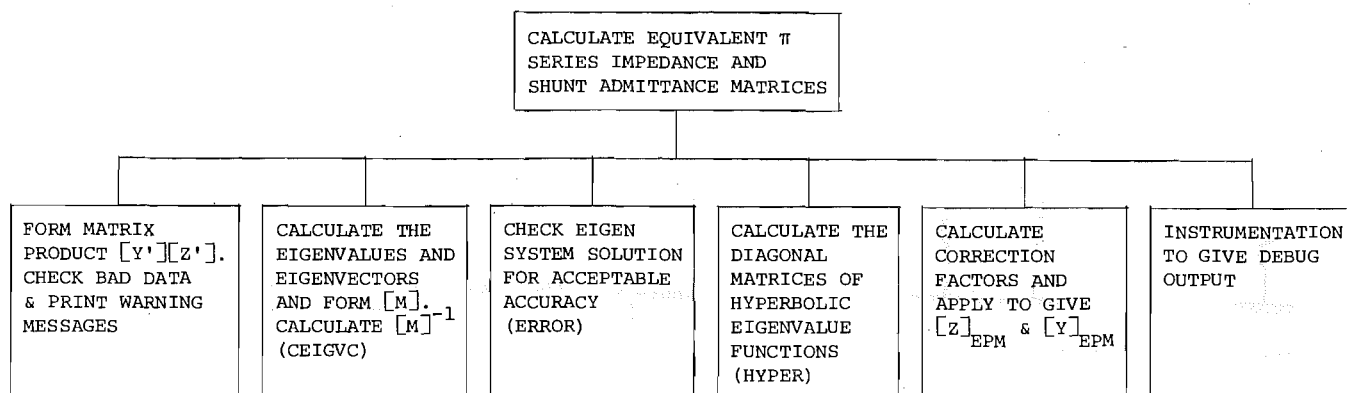 CALCULATE EQUIVALENT π
SERIES IMPEDANCE AND
SHUNT ADMITTANCE MATRICES
FORM MATRIX
PRODUCT [Y'][Z'].
CHECK BAD DATA
& PRINT WARNING
MESSAGES
CALCULATE THE
EIGENVALUES AND
EIGENVECTORS
AND FORM [M].
CALCULATE [M]⁻¹
(CEIGVC)
CHECK EIGEN
SYSTEM SOLUTION
FOR ACCEPTABLE
ACCURACY
(ERROR)
CALCULATE THE
DIAGONAL
MATRICES OF
HYPERBOLIC
EIGENVALUE
FUNCTIONS
(HYPER)
CALCULATE
CORRECTION
FACTORS AND
APPLY TO GIVE
[Z]EPM & [Y]EPM
INSTRUMENTATION
TO GIVE DEBUG
OUTPUT